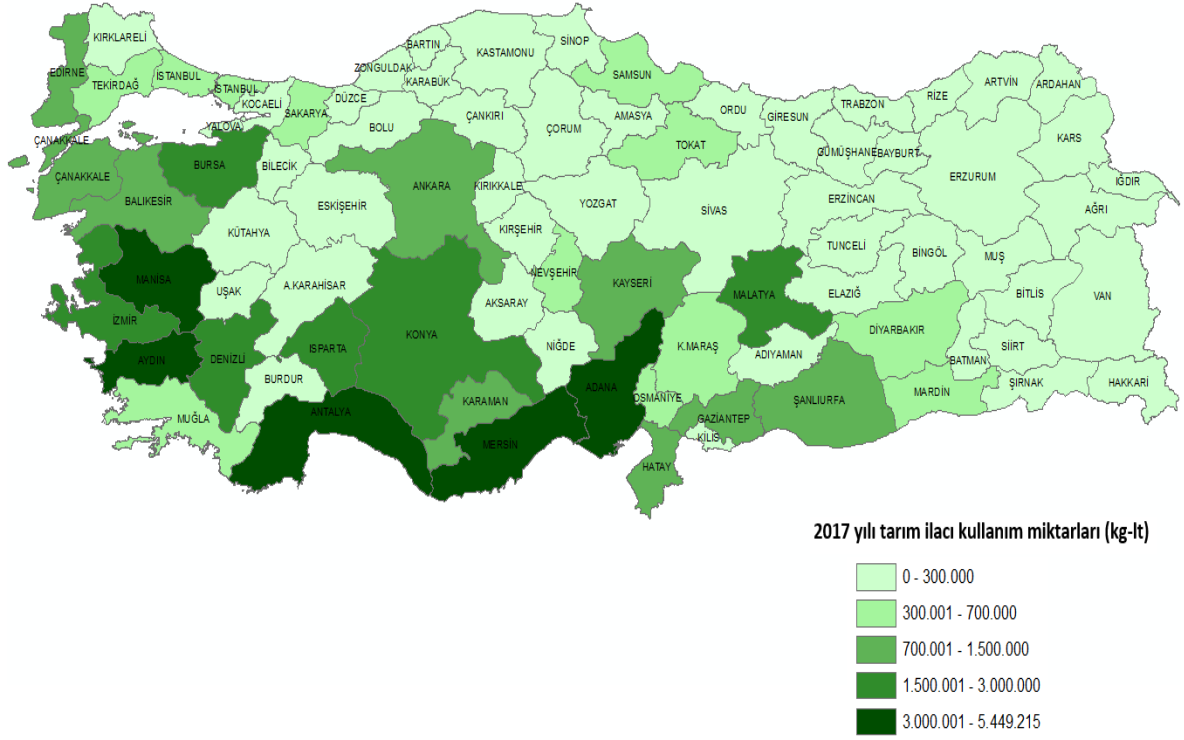 KIRKLARELİ
EDİRNE
TEKİRDAĞ
İSTANBUL
İSTANBUL
KOCAELİ
YALOVA
SAKARYA
DÜZCE
ZONGULDAK
BARTIN
KARABÜK
KASTAMONU
SİNOP
SAMSUN
ORDU
GİRESUN
TRABZON
RİZE
ARTVİN
ARDAHAN
ÇANAKKALE
ÇANAKKALE
BALIKESİR
BURSA
BİLECİK
BOLU
ÇANKIRI
ÇORUM
AMASYA
TOKAT
GÜMÜŞHANE
BAYBURT
ERZURUM
KARS
IĞDIR
AĞRI
ESKİŞEHİR
ANKARA
KIRIKKALE
YOZGAT
SİVAS
ERZİNCAN
KÜTAHYA
KIRŞEHİR
TUNCELİ
BİNGÖL
MUŞ
MANİSA
UŞAK
A.KARAHİSAR
NEVŞEHİR
KAYSERİ
MALATYA
ELAZIĞ
BİTLİS
VAN
İZMİR
AKSARAY
KONYA
AYDIN
DENİZLİ
ISPARTA
NİĞDE
K.MARAŞ
ADIYAMAN
DİYARBAKIR
BATMAN
SİİRT
BURDUR
ADANA
OSMANİYE
ŞIRNAK
HAKKARİ
MUĞLA
ANTALYA
KARAMAN
MERSİN
GAZİANTEP
ŞANLIURFA
MARDİN
KİLİS
HATAY
2017 yılı tarım ilacı kullanım miktarları (kg-lt)
0 - 300.000
300.001 - 700.000
700.001 - 1.500.000
1.500.001 - 3.000.000
3.000.001 - 5.449.215